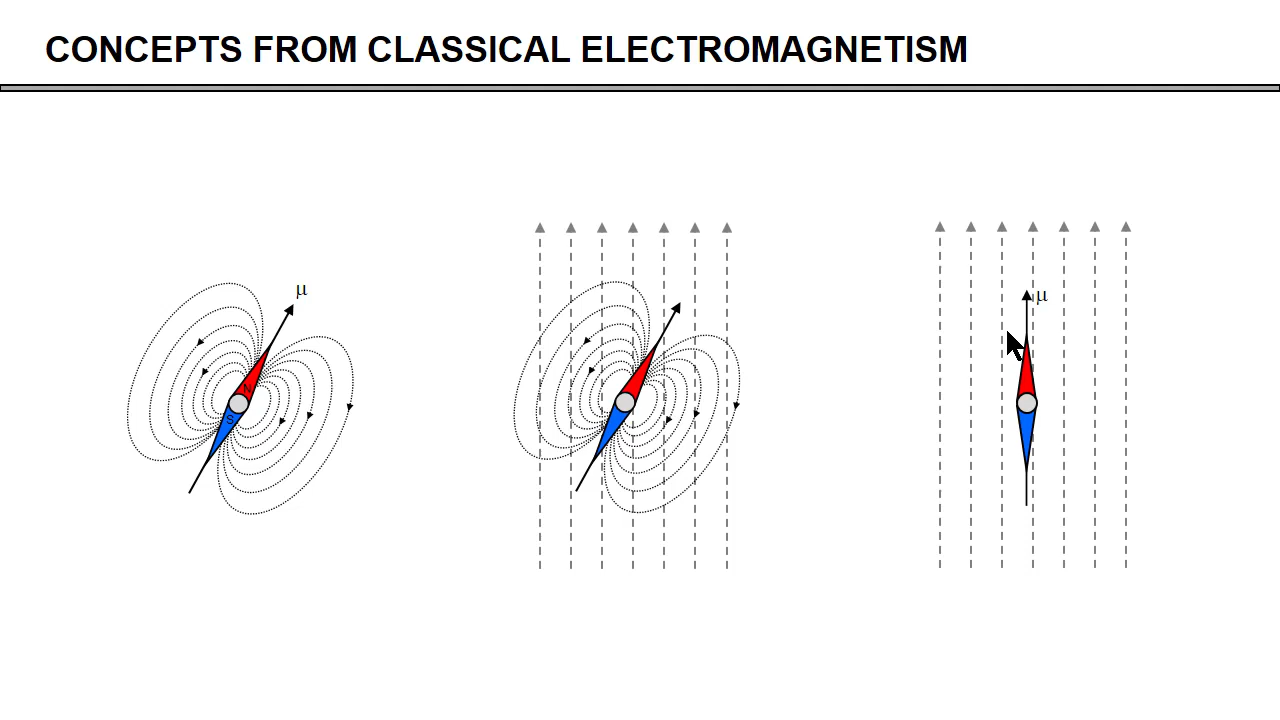 CONCEPTS FROM CLASSICAL ELECTROMAGNETISM
μ
N
S
μ